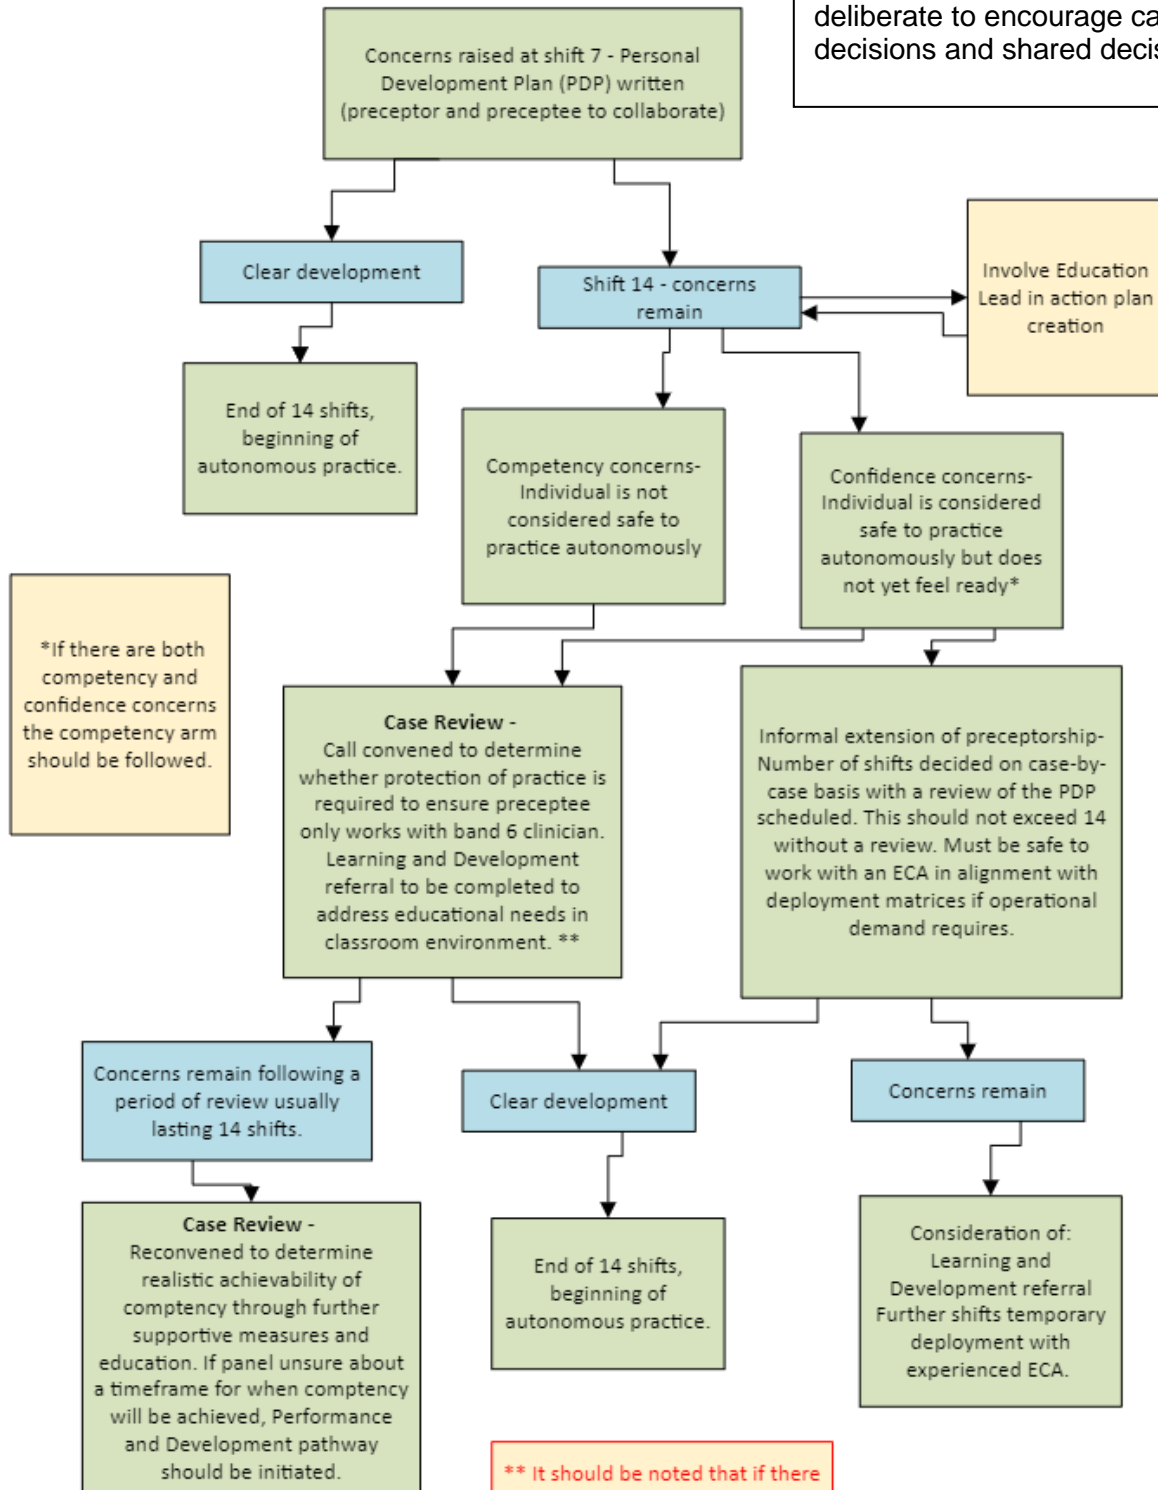 deliberate to encourage ca
decisions and shared decis
Concerns raised at shift 7 - Personal
Development Plan (PDP) written
(preceptor and preceptee to collaborate)
Clear development
Shift 14 - concerns
remain
Involve Education
Lead in action plan
creation
End of 14 shifts,
beginning of
autonomous practice.
Competency concerns-
Individual is not
considered safe to
practice autonomously
Confidence concerns-
Individual is considered
safe to practice
autonomously but does
not yet feel ready*
*If there are both
competency and
confidence concerns
the competency arm
should be followed.
Case Review -
Call convened to determine
whether protection of practice is
required to ensure preceptee
only works with band 6 clinician.
Learning and Development
referral to be completed to
address educational needs in
classroom environment. **
Informal extension of preceptorship-
Number of shifts decided on case-by-
case basis with a review of the PDP
scheduled. This should not exceed 14
without a review. Must be safe to
work with an ECA in alignment with
deployment matrices if operational
demand requires.
Concerns remain following a
period of review usually
lasting 14 shifts.
Clear development
Concerns remain
Case Review -
Reconvened to determine
realistic achievability of
comptency through further
supportive measures and
education. If panel unsure about
a timeframe for when comptency
will be achieved, Performance
and Development pathway
should be initiated.
End of 14 shifts,
beginning of
autonomous practice.
Consideration of:
Learning and
Development referral
Further shifts temporary
deployment with
experienced ECA.
** It should be noted that if there